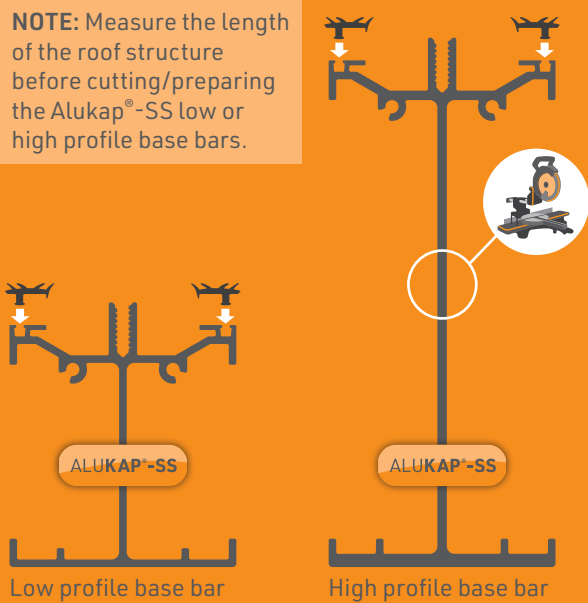 NOTE: Measure the length
of the roof structure
before cutting/preparing
the Alukap®-SS low or
high profile base bars.
ALUKAP®-SS
ALUKAP®-SS
Low profile base bar
High profile base bar